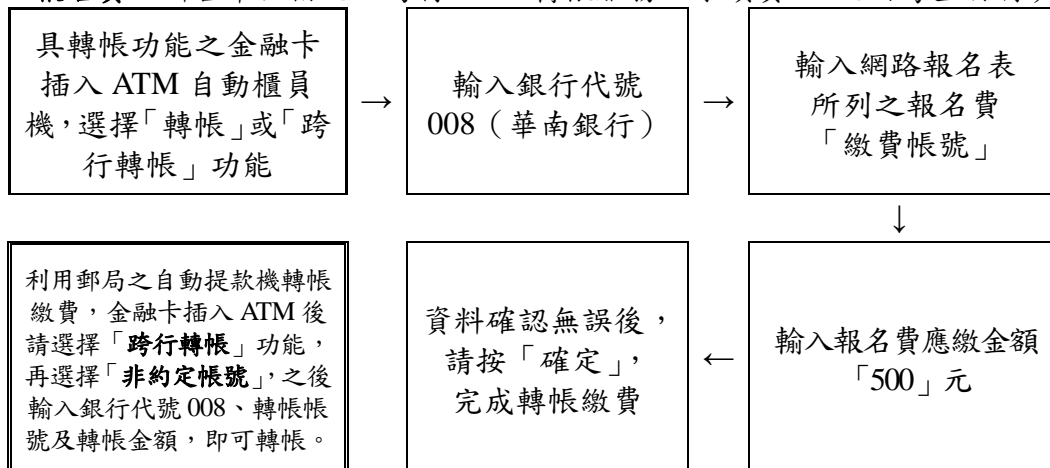 具轉帳功能之金融卡
插入 ATM 自動櫃員
機，選擇「轉帳」或「跨
行轉帳」功能
→
輸入銀行代號
008（華南銀行）
→
輸入網路報名表
所列之報名費
「繳費帳號」
↓
輸入報名費應繳金額
「500」元
←
資料確認無誤後，
請按「確定」，
完成轉帳繳費
利用郵局之自動提款機轉帳
繳費，金融卡插入 ATM 後
請選擇「跨行轉帳」功能，
再選擇「非約定帳號」，之後
輸入銀行代號 008、轉帳帳
號及轉帳金額，即可轉帳。